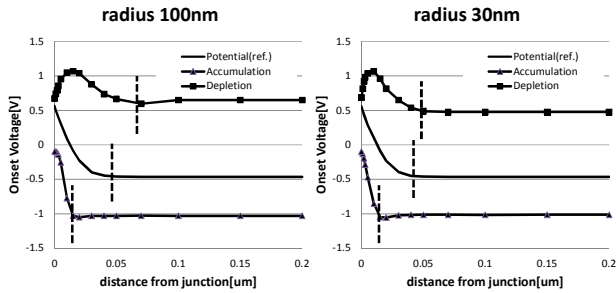 radius 100nm
1.5
1
0.5
0
-0.5
-1
-1.5
Onset Voltage[V]
0
0.05
0.1
0.15
0.2
distance from junction[um]
Potential(ref.)
Accumulation
Depletion
radius 30nm
1.5
1
0.5
0
-0.5
-1
-1.5
Onset Voltage[V]
0
0.05
0.1
0.15
0.2
distance from junction[um]
Potential(ref.)
Accumulation
Depletion